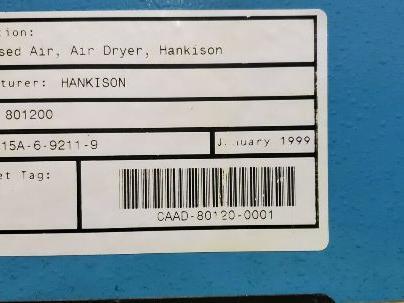 ion:
sed Air, Air Dryer, Hankison
turer: HANKISON
801200
15A-6-9211-9
January 1999
et Tag:
CAAD-80120-0001